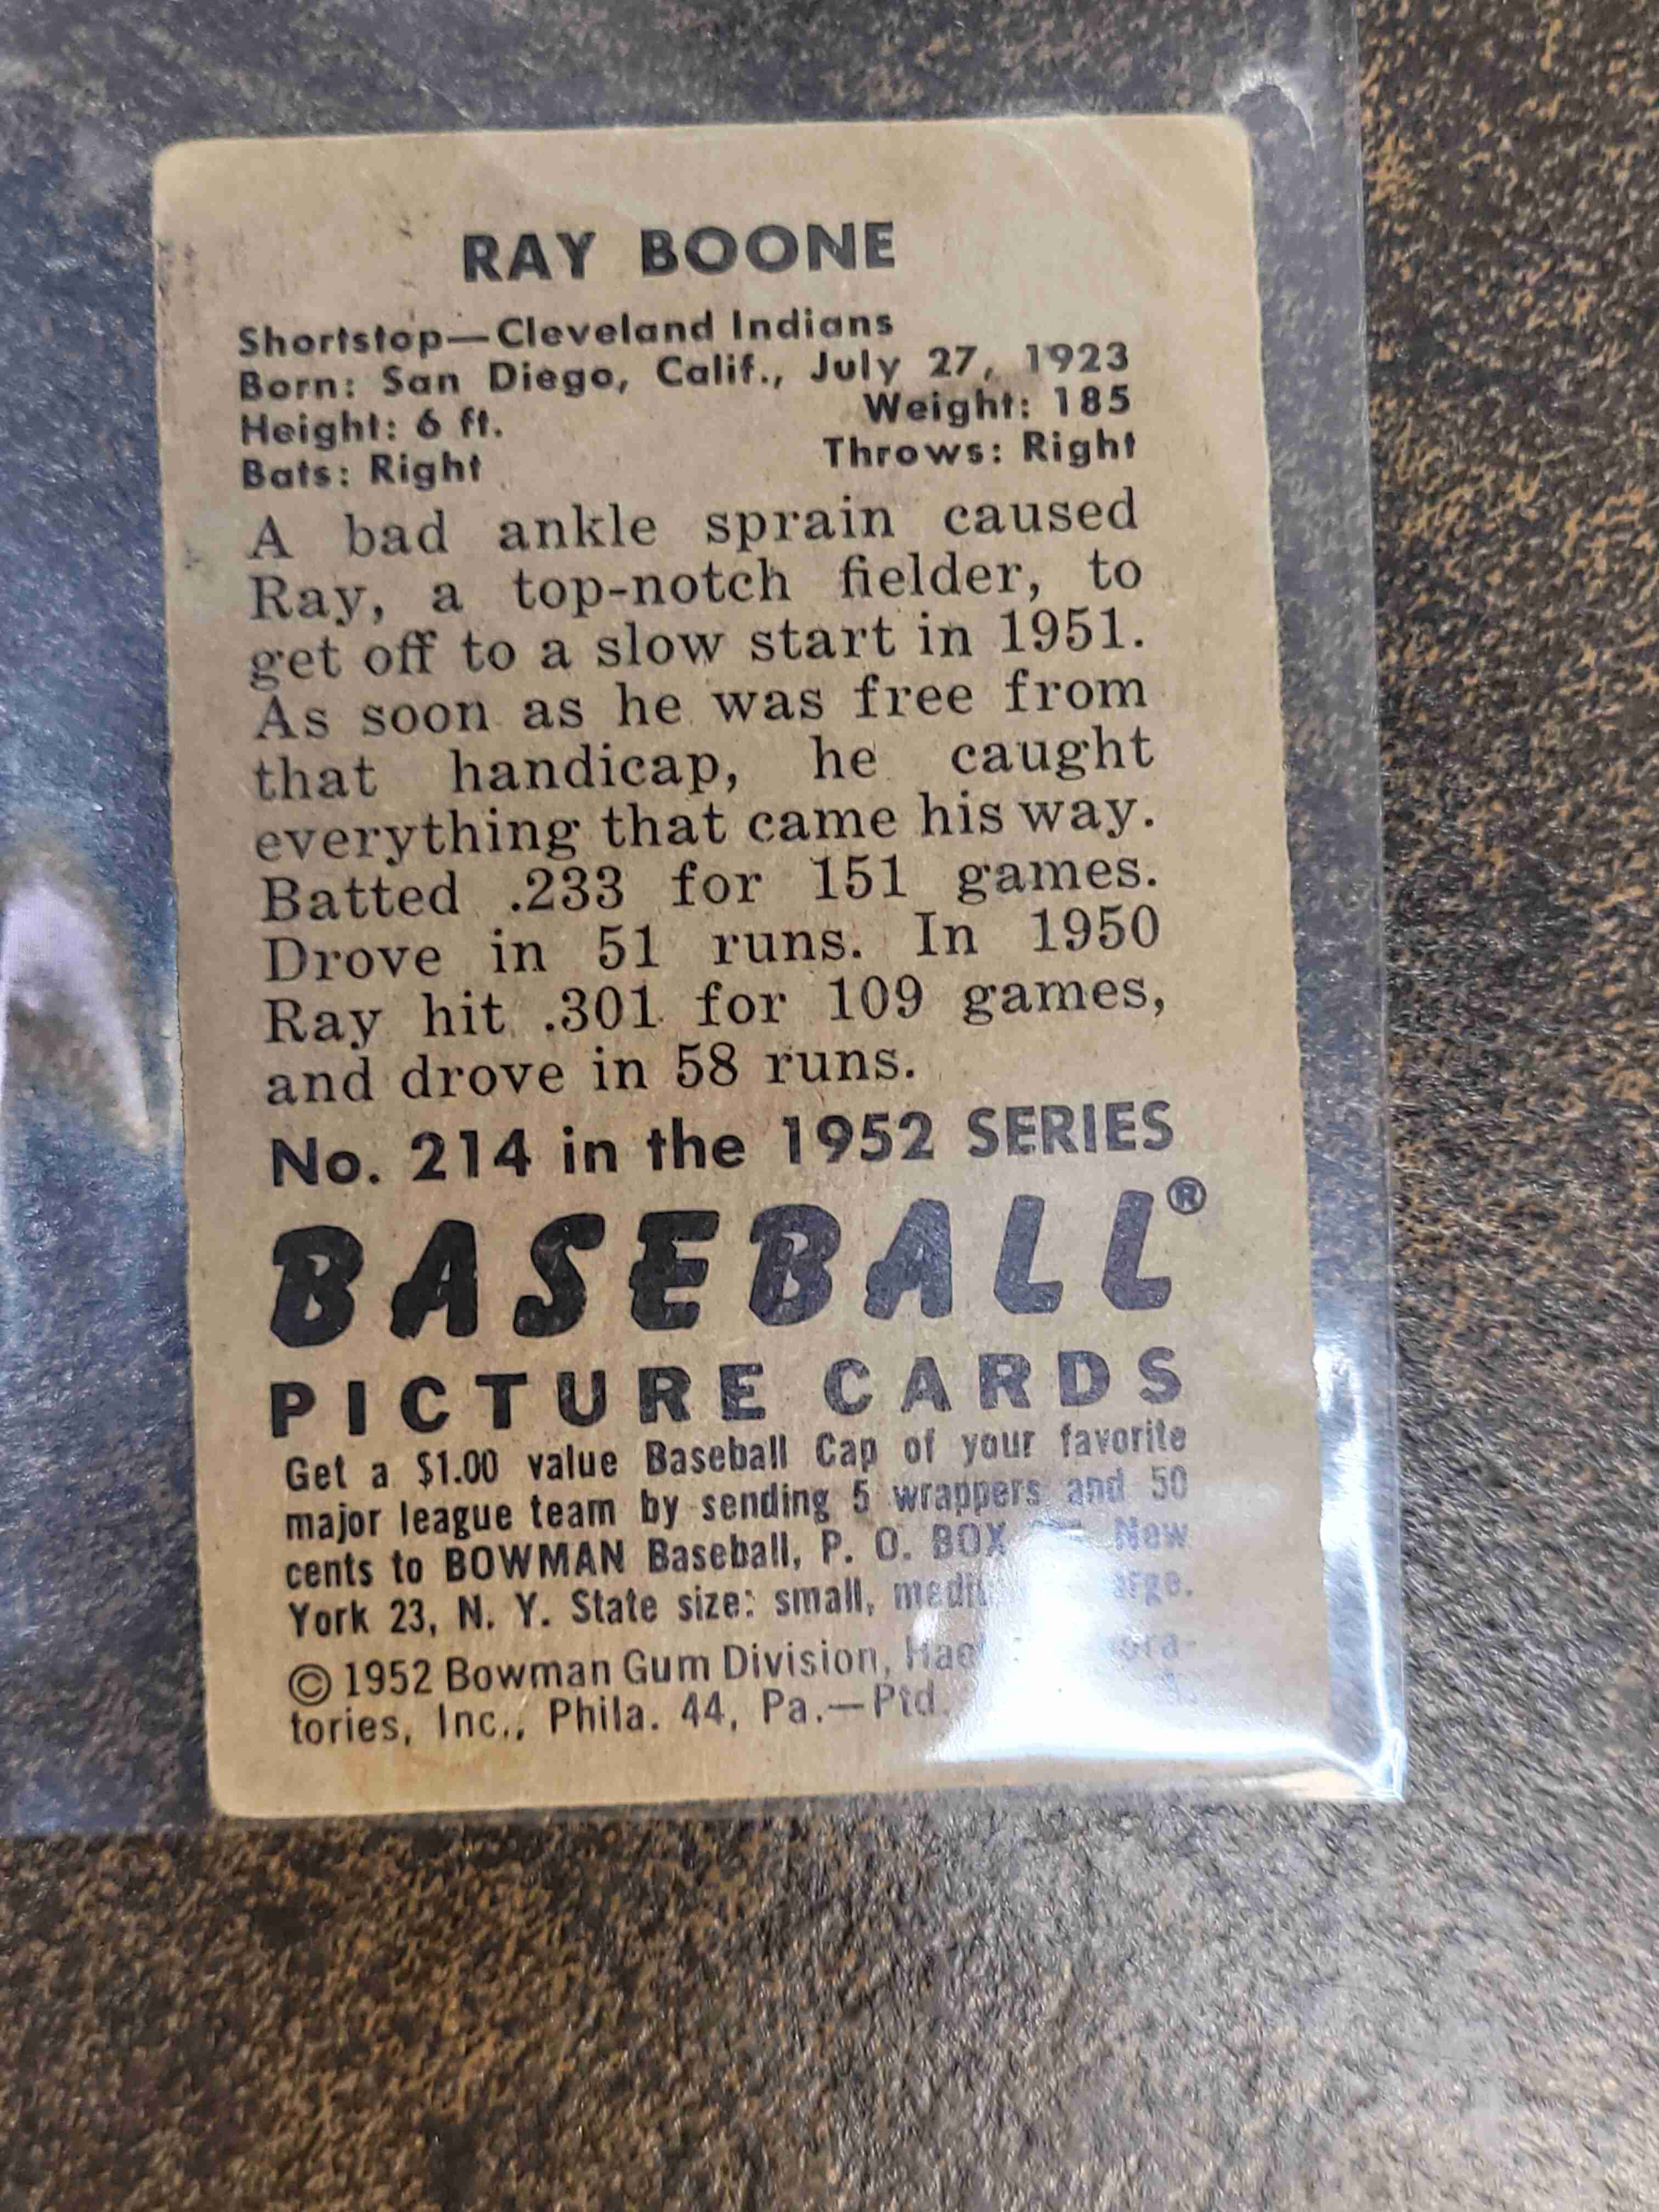 RAY BOONE
Shortstop—Cleveland Indians
Born: San Diego, Calif., July 27, 1923
Height: 6 ft. Weight: 185
Bats: Right Throws: Right
A bad ankle sprain caused
Ray, a top-notch fielder, to
get off to a slow start in 1951.
As soon as he was free from
that handicap, he caught
everything that came his way.
Batted .233 for 151 games.
Drove in 51 runs. In 1950
Ray hit .301 for 109 games,
and drove in 58 runs.
No. 214 in the 1952 SERIES
BASEBALL®
PICTURE CARDS
Get a $1.00 value Baseball Cap of your favorite
major league team by sending 5 wrappers and 50
cents to BOWMAN Baseball, P. O. BOX New
York 23, N. Y. State size: small,
© 1952 Bowman Gum Division,
tories, Inc., Phila. 44, Pa.—Ptd.